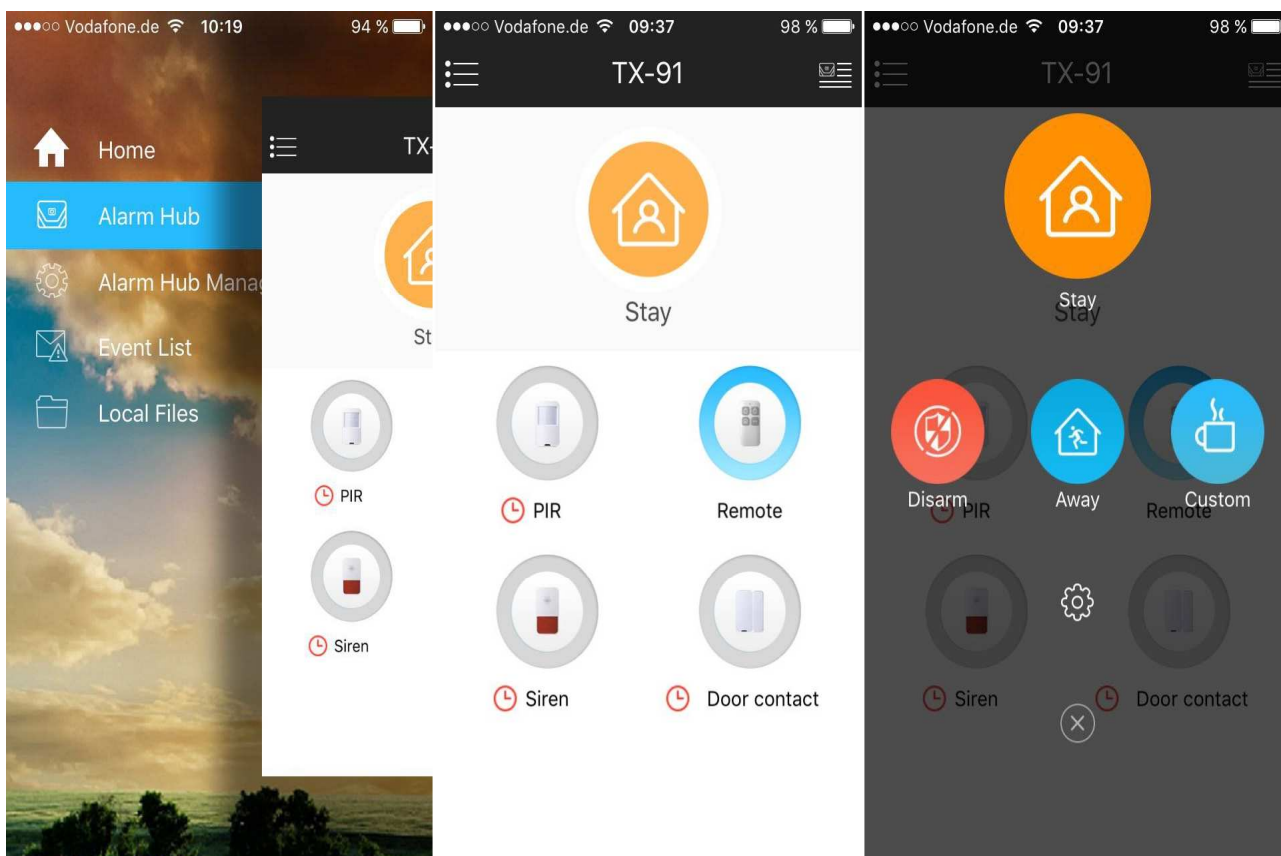 Vodafone.de 10:19 94 %
Home
Alarm Hub
Alarm Hub Mana
Event List
Local Files
TX-
St
PIR
Siren
Vodafone.de 09:37 98 %
TX-91
Stay
PIR Remote
Siren Door contact
Vodafone.de 09:37 98 %
TX-91
Stay
Stay
Disarm Away Custom
PIR Remote
Siren Door contact